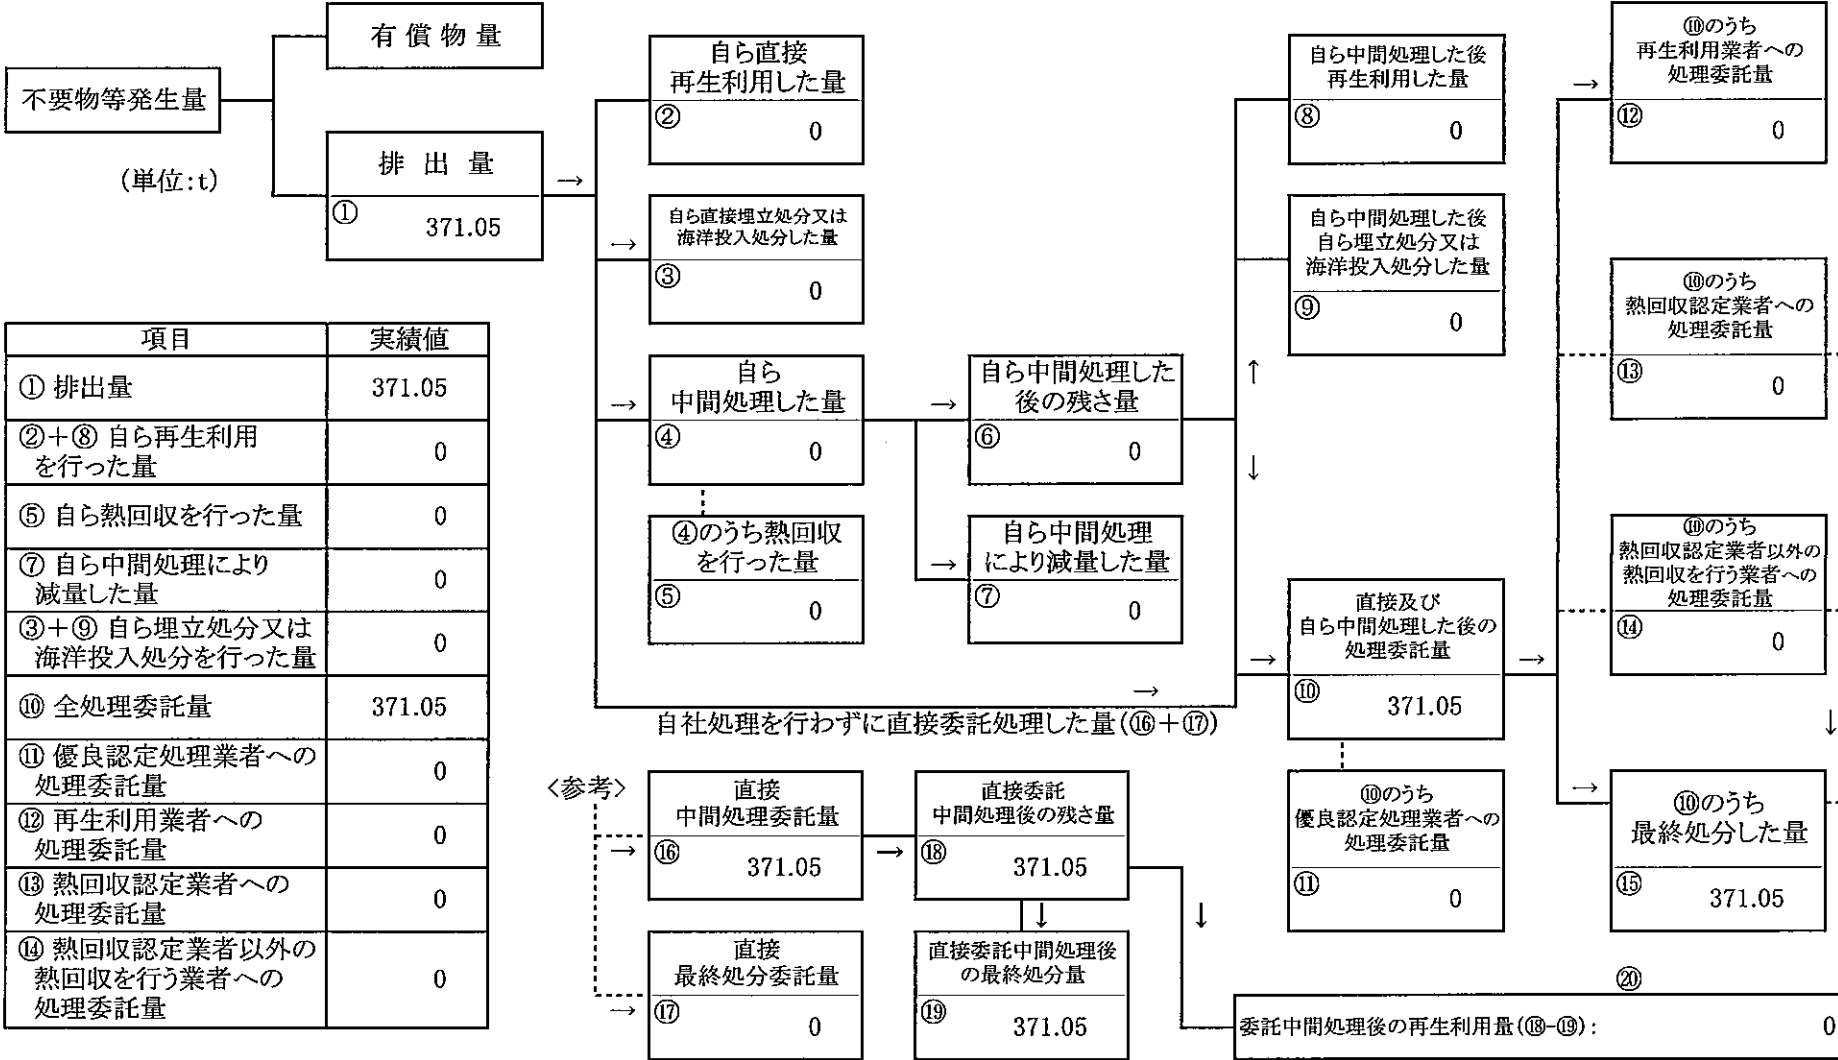 不要物等発生量
(単位:t)
有償物量
排出量
①
371.05
自ら直接
再生利用した量
②
0
→
自ら直接埋立処分又は
海洋投入処分した量
→
③
0
自ら
中間処理した量
→
④
0
④のうち熱回収
を行った量
⑤
0
自ら中間処理した
後の残さ量
→
⑥
0
自ら中間処理
により減量した量
→
⑦
0
自ら中間処理した後
再生利用した量
⑧
0
自ら中間処理した後
自ら埋立処分又は
海洋投入処分した量
⑨
0
↑
↓
直接及び
自ら中間処理した後の
処理委託量
→
⑩
371.05
→
⑩のうち
優良認定処理業者への
処理委託量
⑪
0
→
⑩のうち
再生利用業者への
処理委託量
⑫
0
⑩のうち
熱回収認定業者への
処理委託量
⑬
0
⑩のうち
熱回収認定業者以外の
熱回収を行う業者への
処理委託量
⑭
0
↓
→
⑩のうち
最終処分した量
⑮
371.05
→
自社処理を行わずに直接委託処理した量(⑯+⑰)
<参考>
直接
中間処理委託量
→
⑯
371.05
直接
最終処分委託量
→
⑰
0
直接委託
中間処理後の残さ量
→
⑱
371.05
↓
↓
直接委託中間処理後
の最終処分量
⑲
371.05
⑳
委託中間処理後の再生利用量(⑱-⑲):
0
項目 実績値
① 排出量 371.05
②+⑧ 自ら再生利用
を行った量 0
⑤ 自ら熱回収を行った量 0
⑦ 自ら中間処理により
減量した量 0
③+⑨ 自ら埋立処分又は
海洋投入処分を行った量 0
⑩ 全処理委託量 371.05
⑪ 優良認定処理業者への
処理委託量 0
⑫ 再生利用業者への
処理委託量 0
⑬ 熱回収認定業者への
処理委託量 0
⑭ 熱回収認定業者以外の
熱回収を行う業者への
処理委託量 0